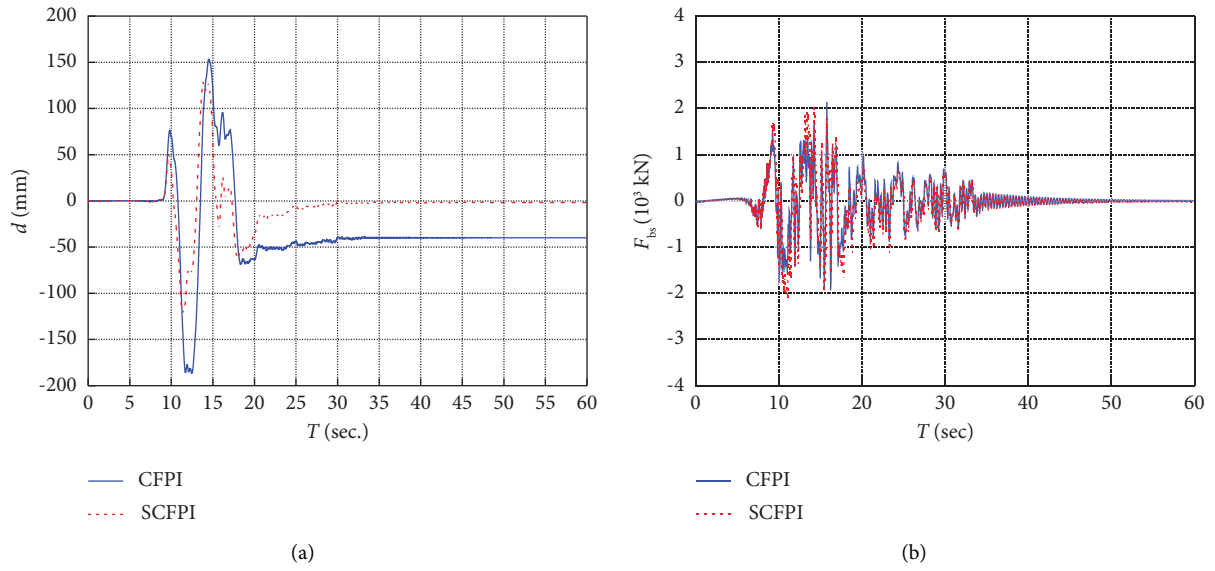 200
150
100
50
0
-50
-100
-150
-200
d (mm)
0 5 10 15 20 25 30 35 40 45 50 55 60
T (sec.)
CFPI
SCFPI
(a)
4
3
2
1
0
-1
-2
-3
-4
F_bs (10³ kN)
0 10 20 30 40 50 60
T (sec)
CFPI
SCFPI
(b)